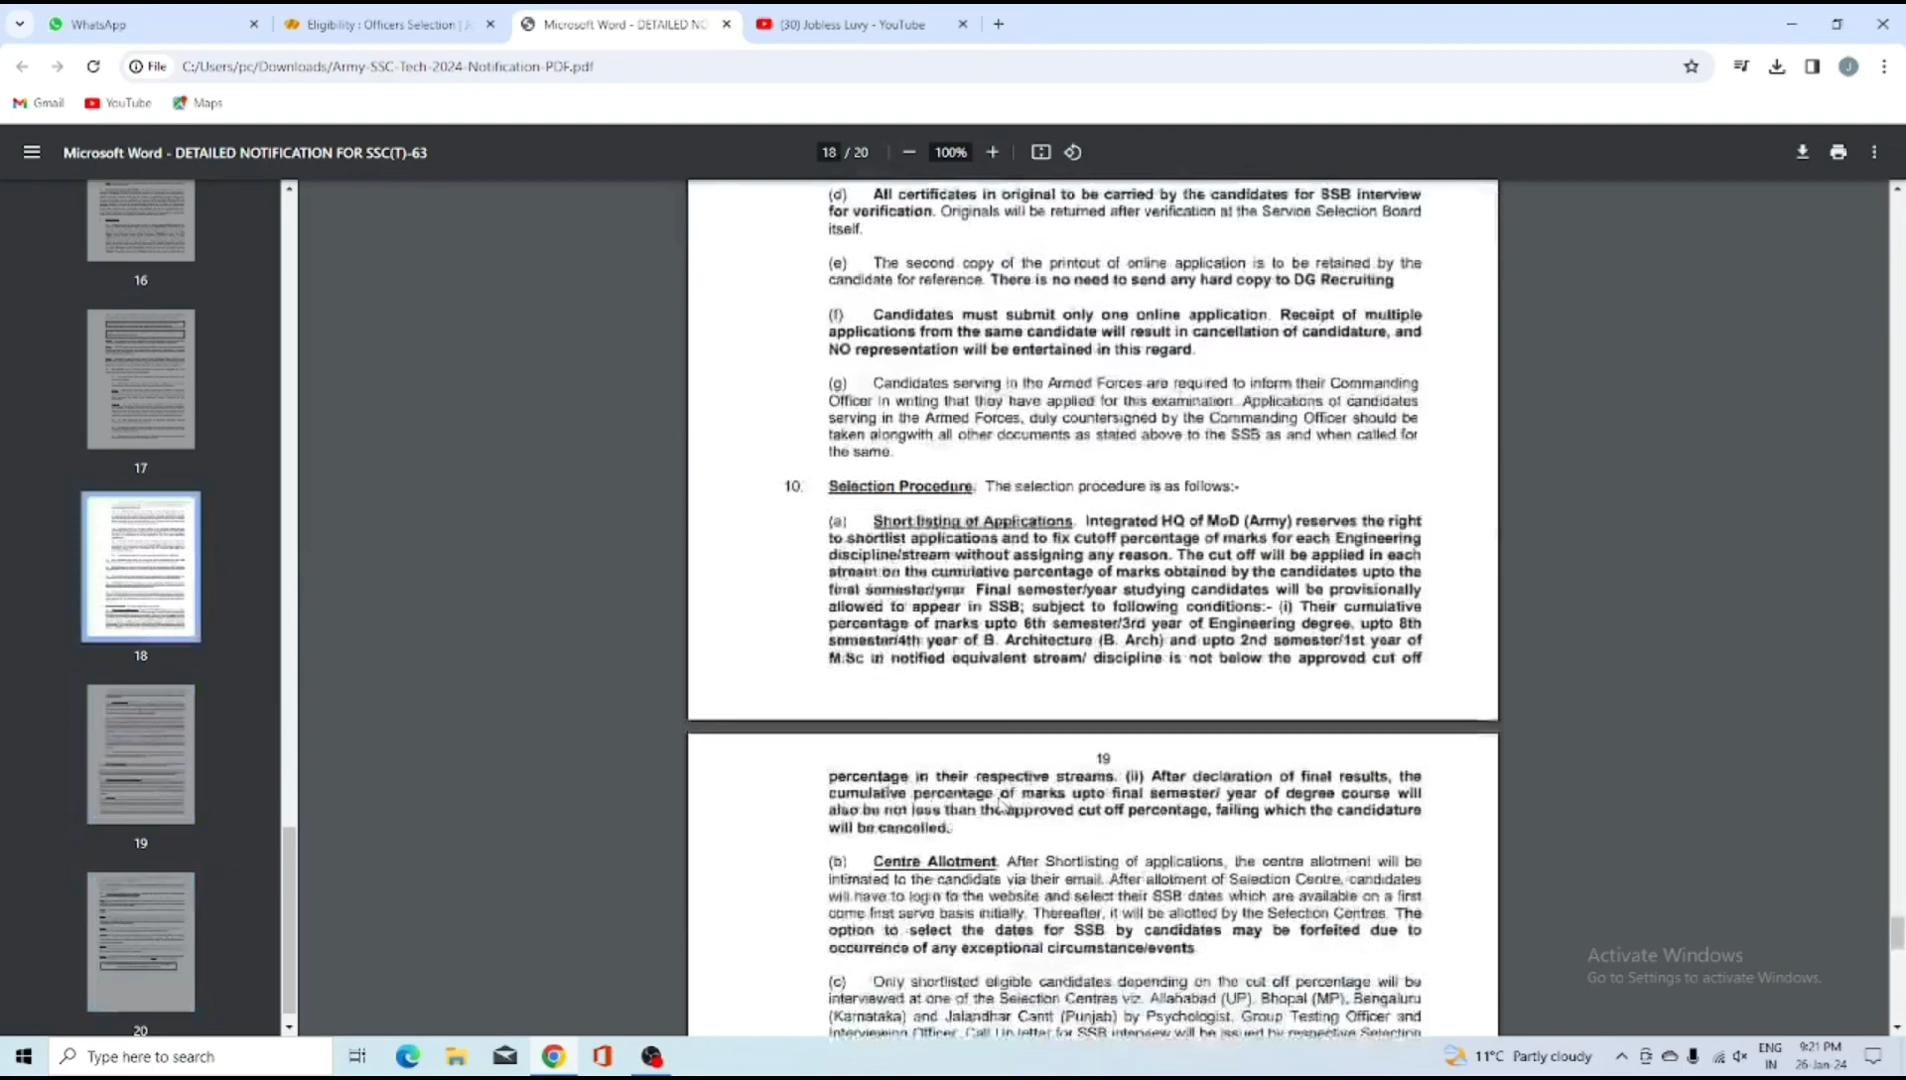 WhatsApp
Eligibility : Officers Selection | J
Microsoft Word - DETAILED NO
(30) Jobless Luvy - YouTube
File C:/Users/pc/Downloads/Army-SSC-Tech-2024-Notification-PDF.pdf
J
Gmail YouTube Maps
Microsoft Word - DETAILED NOTIFICATION FOR SSC(T)-63
18 / 20
100%
16
17
18
19
20
(d) All certificates in original to be carried by the candidates for SSB interview
for verification. Originals will be returned after verification at the Service Selection Board
itself.
(e) The second copy of the printout of online application is to be retained by the
candidate for reference. There is no need to send any hard copy to DG Recruiting
(f) Candidates must submit only one online application. Receipt of multiple
applications from the same candidate will result in cancellation of candidature, and
NO representation will be entertained in this regard.
(g) Candidates serving in the Armed Forces are required to inform their Commanding
Officer in writing that they have applied for this examination. Applications of candidates
serving in the Armed Forces, duly countersigned by the Commanding Officer should be
taken alongwith all other documents as stated above to the SSB as and when called for
the same.
10. Selection Procedure. The selection procedure is as follows:-
(a) Short listing of Applications. Integrated HQ of MoD (Army) reserves the right
to shortlist applications and to fix cutoff percentage of marks for each Engineering
discipline/stream without assigning any reason. The cut off will be applied in each
stream on the cumulative percentage of marks obtained by the candidates upto the
final semester/year. Final semester/year studying candidates will be provisionally
allowed to appear in SSB; subject to following conditions:- (i) Their cumulative
percentage of marks upto 6th semester/3rd year of Engineering degree, upto 8th
semester/4th year of B. Architecture (B. Arch) and upto 2nd semester/1st year of
M.Sc in notified equivalent stream/ discipline is not below the approved cut off
19
percentage in their respective streams. (ii) After declaration of final results, the
cumulative percentage of marks upto final semester/ year of degree course will
also be not less than the approved cut off percentage, failing which the candidature
will be cancelled.
(b) Centre Allotment. After Shortlisting of applications, the centre allotment will be
intimated to the candidate via their email. After allotment of Selection Centre, candidates
will have to login to the website and select their SSB dates which are available on a first
come first serve basis initially. Thereafter, it will be allotted by the Selection Centres. The
option to select the dates for SSB by candidates may be forfeited due to
occurrence of any exceptional circumstance/events
(c) Only shortlisted eligible candidates depending on the cut off percentage will be
interviewed at one of the Selection Centres viz. Allahabad (UP), Bhopal (MP), Bengaluru
(Karnataka) and Jalandhar Cantt (Punjab) by Psychologist, Group Testing Officer and
Interviewing Officer. Call Up letter for SSB interview will be issued by respective Selection
Activate Windows
Go to Settings to activate Windows.
Type here to search
11°C Partly cloudy
ENG
IN
9:21 PM
26-Jan-24